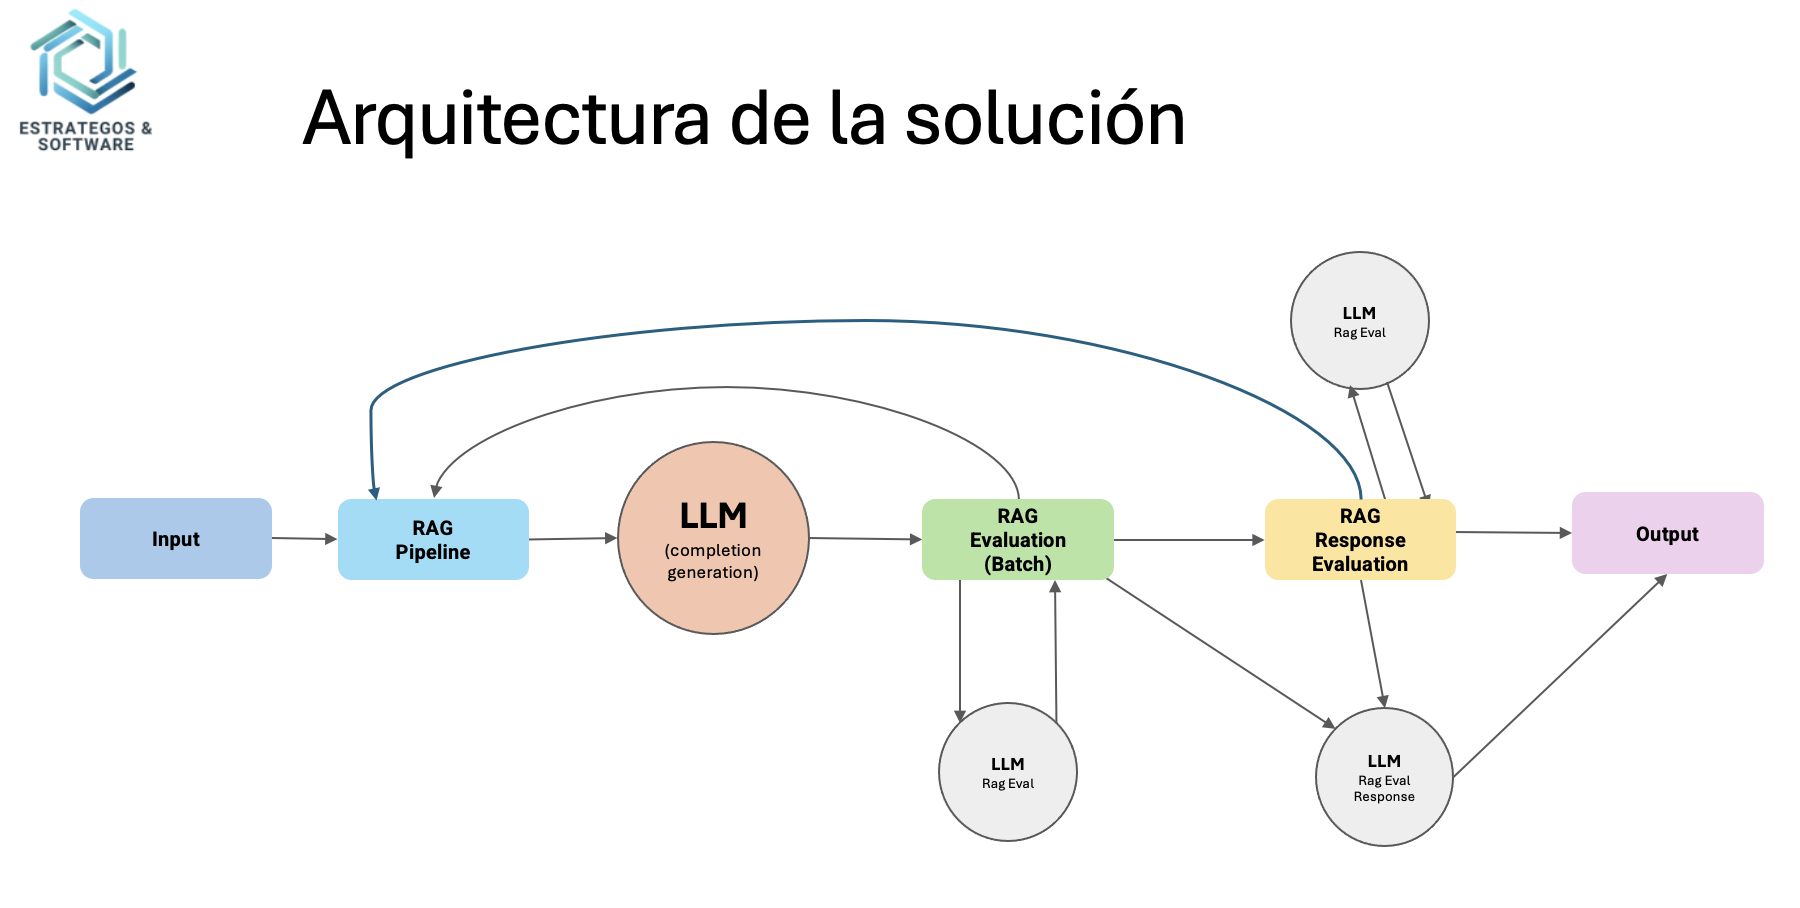 ESTRATEGOS &
SOFTWARE
Arquitectura de la solución
LLM
Rag Eval
Input
RAG
Pipeline
LLM
(completion
generation)
RAG
Evaluation
(Batch)
RAG
Response
Evaluation
Output
LLM
Rag Eval
LLM
Rag Eval
Response